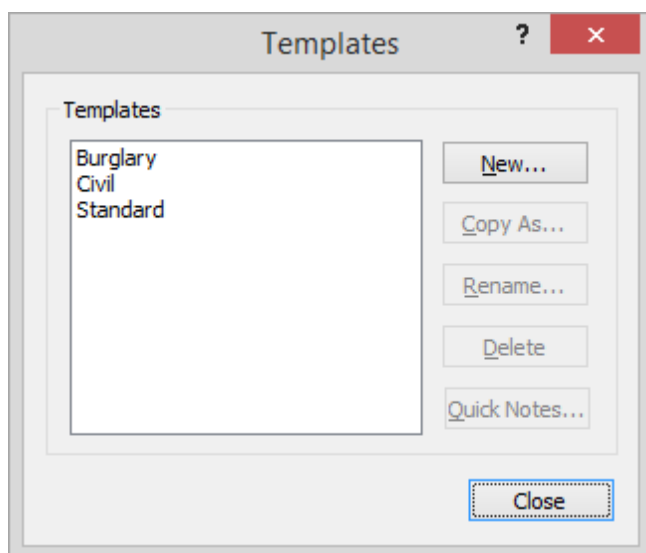 Templates
?
×
Templates
Burglary
Civil
Standard
New...
Copy As...
Rename...
Delete
Quick Notes...
Close